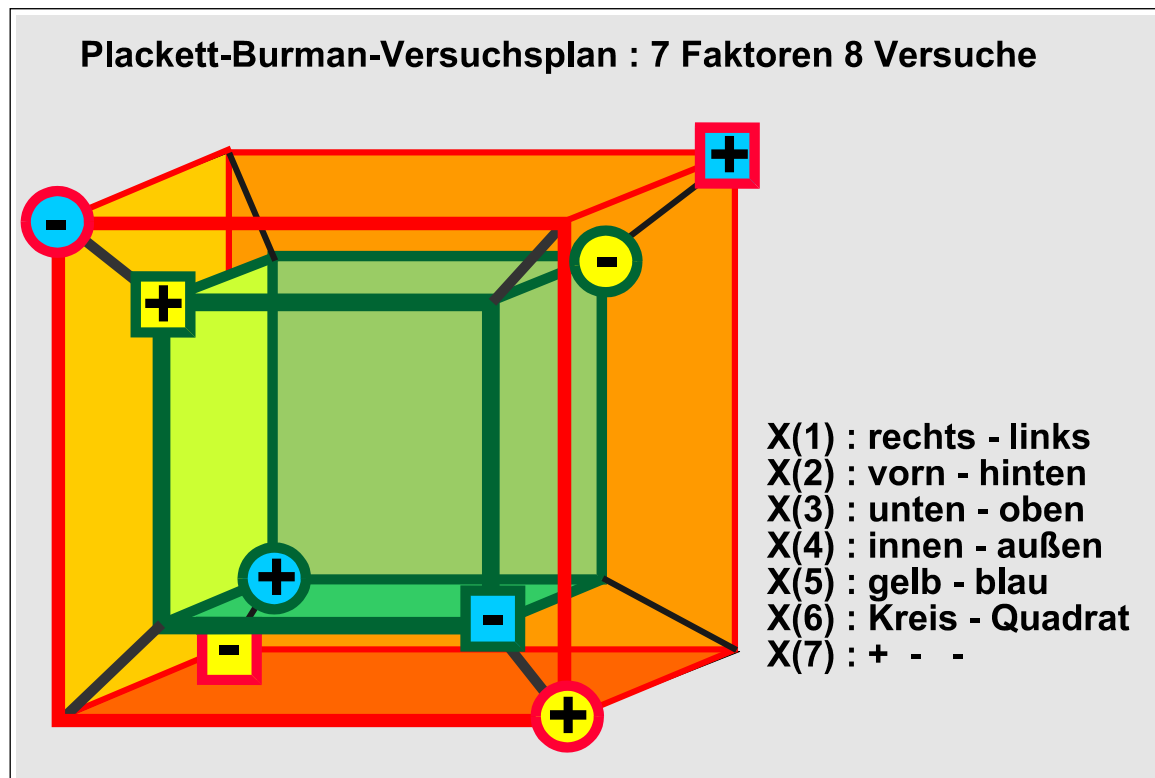 Plackett-Burman-Versuchsplan : 7 Faktoren 8 Versuche
+
-
-
+
X(1) : rechts - links
X(2) : vorn - hinten
X(3) : unten - oben
X(4) : innen - außen
+
X(5) : gelb - blau
-
X(6) : Kreis - Quadrat
-
X(7) : + - -
+